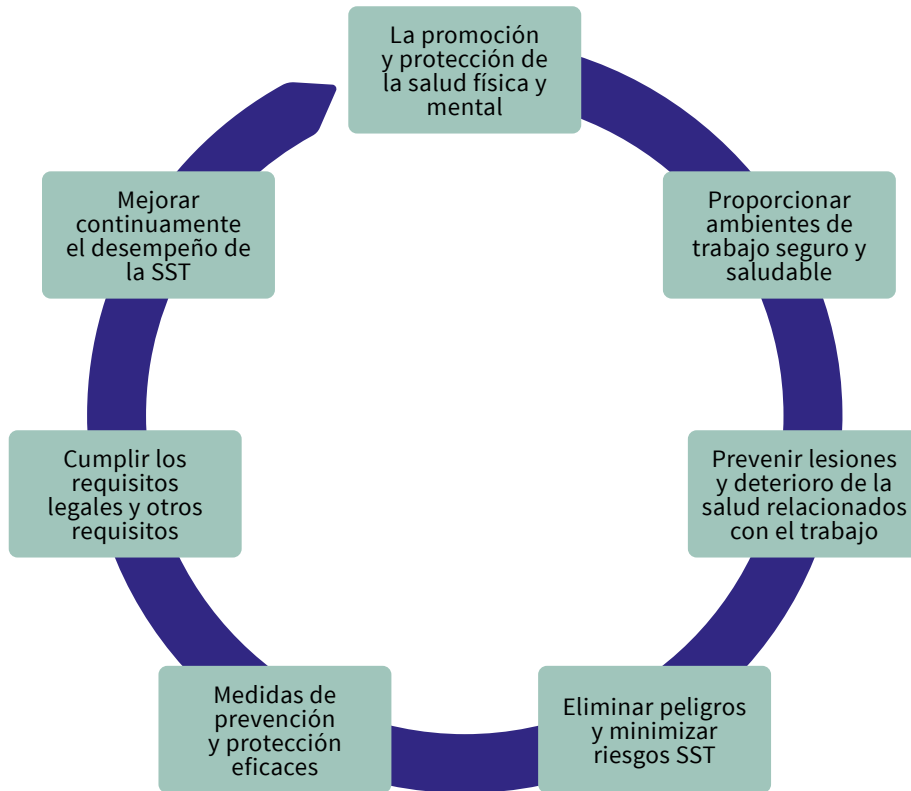 La promoción
y protección de
la salud física y
mental
Proporcionar
ambientes de
trabajo seguro y
saludable
Prevenir lesiones
y deterioro de la
salud relacionados
con el trabajo
Eliminar peligros
y minimizar
riesgos SST
Medidas de
prevención
y protección
eficaces
Cumplir los
requisitos
legales y otros
requisitos
Mejorar
continuamente
el desempeño de
la SST